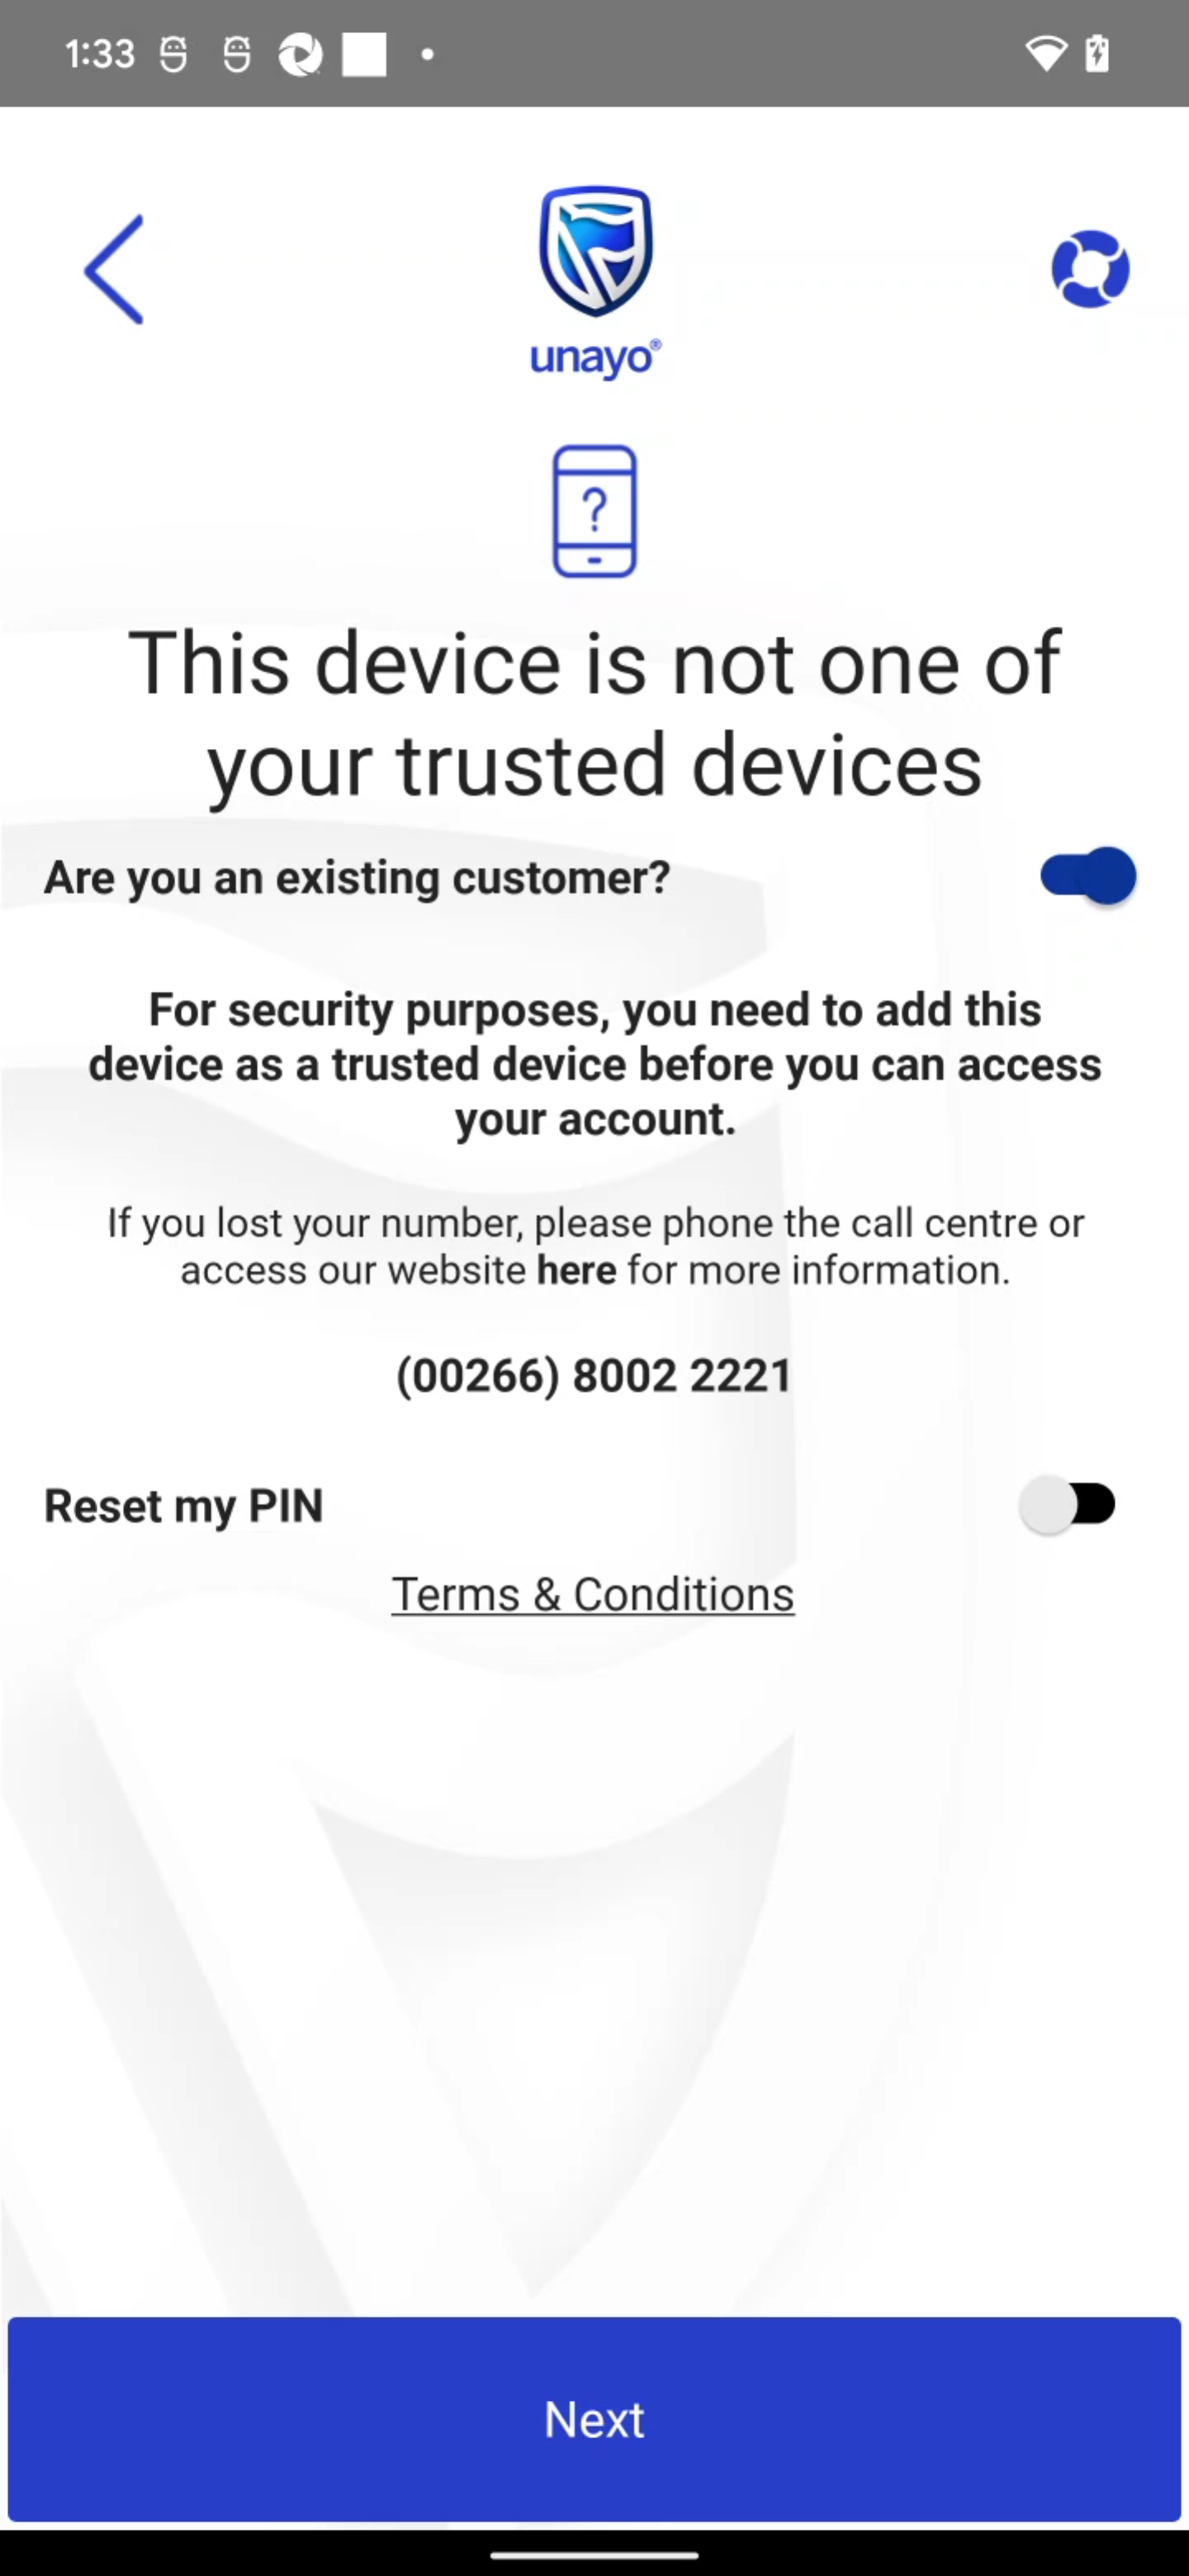 1:33
unayo®
?
This device is not one of
your trusted devices
Are you an existing customer?
For security purposes, you need to add this
device as a trusted device before you can access
your account.
If you lost your number, please phone the call centre or
access our website here for more information.
(00266) 8002 2221
Reset my PIN
Terms & Conditions
Next